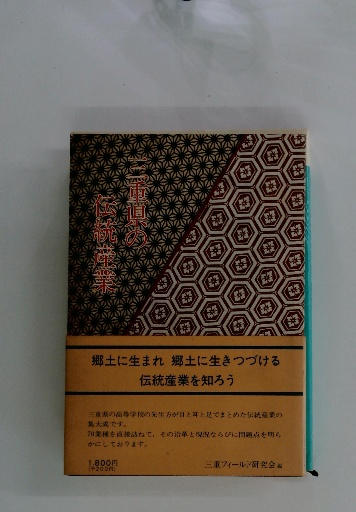 三重県の
伝統産業
郷土に生まれ 郷土に生きつづける
伝統産業を知ろう
三重県の高等学校の先生方が目と耳と足でまとめた伝統産業の
集大成です。
70業種を直接訪ねて、その沿革と現況ならびに問題点を明ら
かにしております。
1,800円
(〒200円)
三重フィールド研究会 編